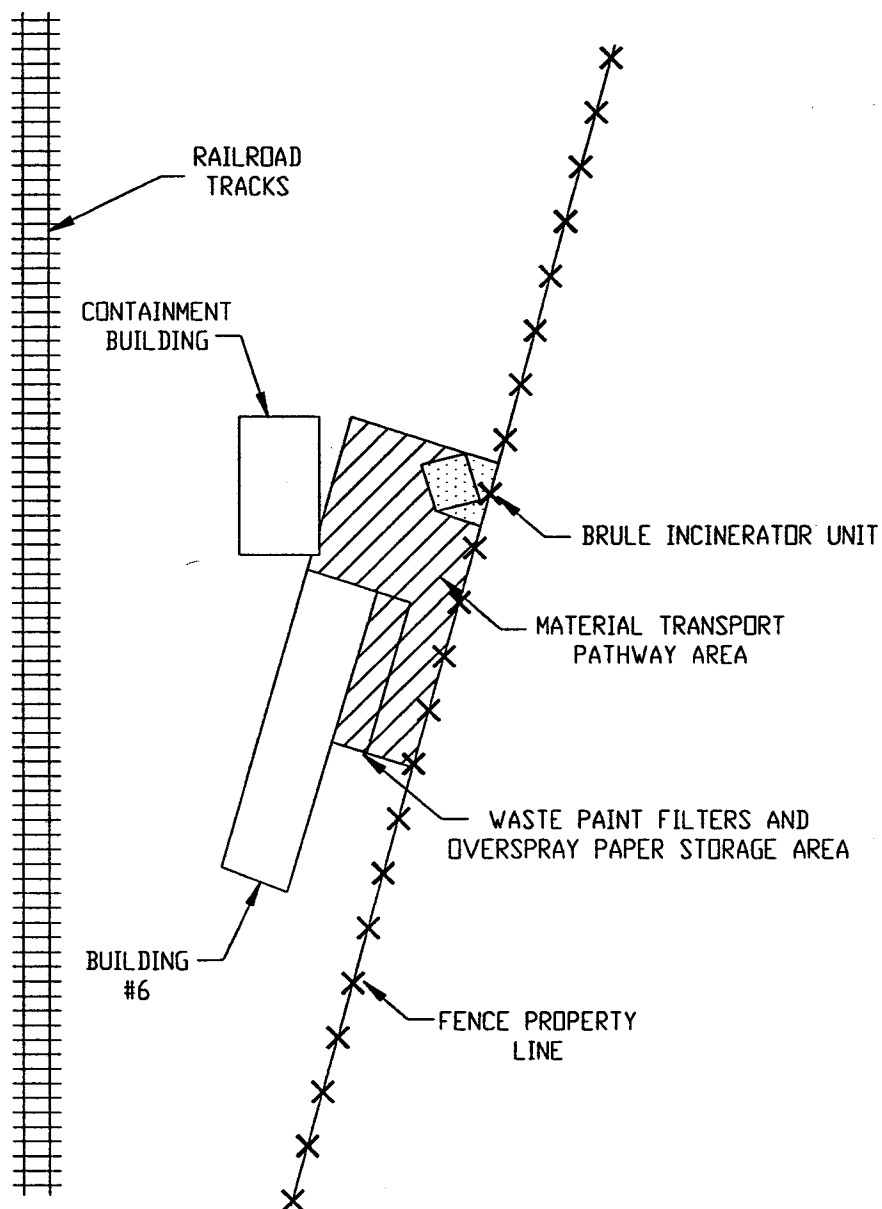 RAILROAD
TRACKS
CONTAINMENT
BUILDING
BRULE INCINERATOR UNIT
MATERIAL TRANSPORT
PATHWAY AREA
WASTE PAINT FILTERS AND
OVERSPRAY PAPER STORAGE AREA
BUILDING
#6
FENCE PROPERTY
LINE